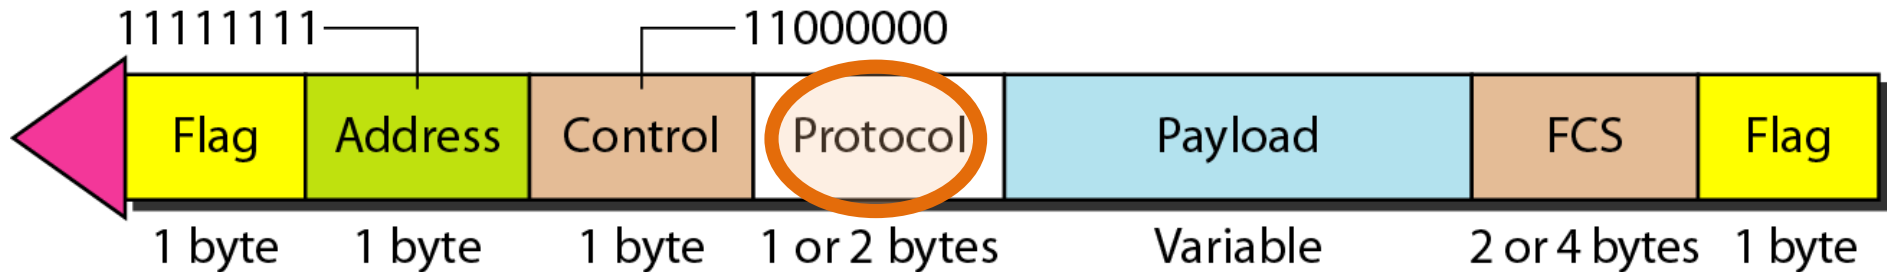 11111111 11000000
Flag Address Control Protocol Payload FCS Flag
1 byte 1 byte 1 byte 1 or 2 bytes Variable 2 or 4 bytes 1 byte